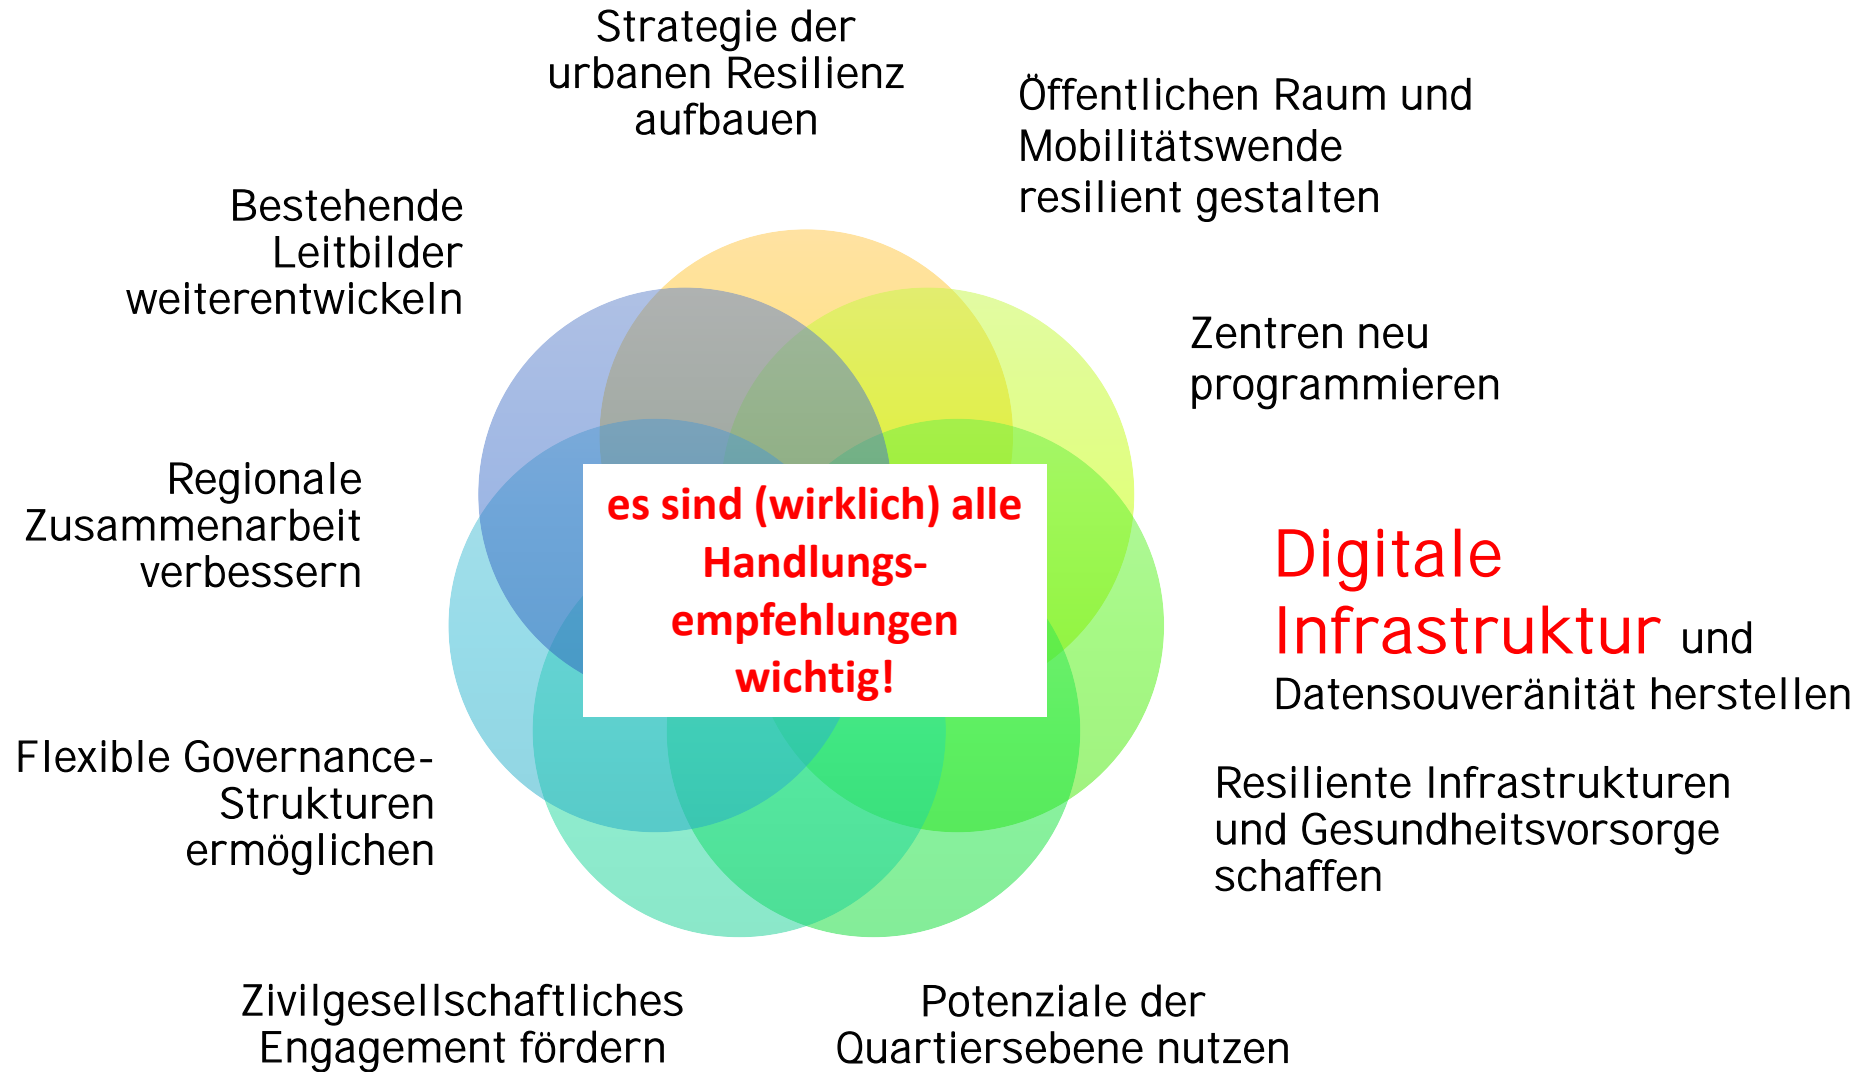 Strategie der
urbanen Resilienz
aufbauen
Öffentlichen Raum und
Mobilitätswende
resilient gestalten
Zentren neu
programmieren
Digitale
Infrastruktur und
Datensouveränität herstellen
Resiliente Infrastrukturen
und Gesundheitsvorsorge
schaffen
Potenziale der
Quartiersebene nutzen
Zivilgesellschaftliches
Engagement fördern
Flexible Governance-
Strukturen
ermöglichen
Regionale
Zusammenarbeit
verbessern
Bestehende
Leitbilder
weiterentwickeln
es sind (wirklich) alle
Handlungs-
empfehlungen
wichtig!